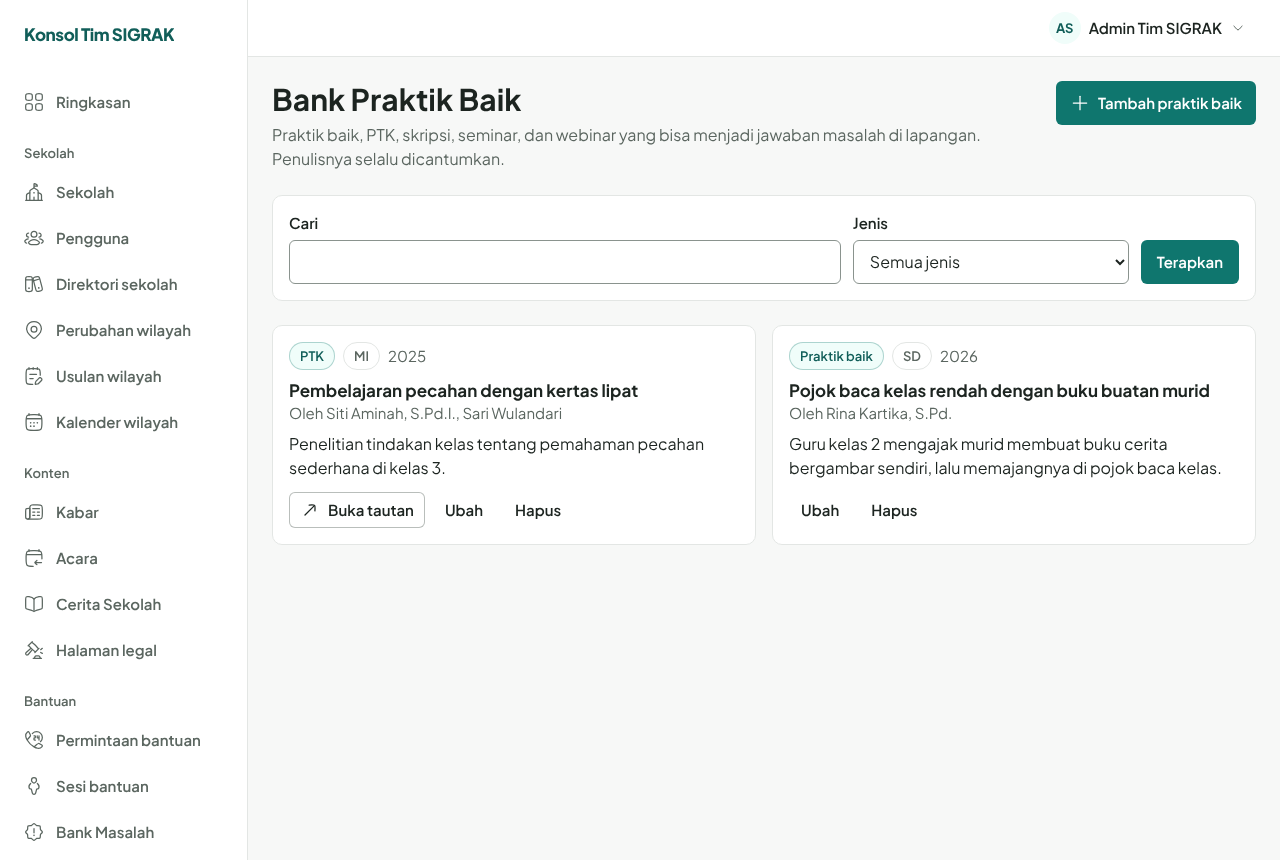 Konsol Tim SIGRAK
Ringkasan
Sekolah
Sekolah
Pengguna
Direktori sekolah
Perubahan wilayah
Usulan wilayah
Kalender wilayah
Konten
Kabar
Acara
Cerita Sekolah
Halaman legal
Bantuan
Permintaan bantuan
Sesi bantuan
Bank Masalah
AS Admin Tim SIGRAK
Bank Praktik Baik
Praktik baik, PTK, skripsi, seminar, dan webinar yang bisa menjadi jawaban masalah di lapangan.
Penulisnya selalu dicantumkan.
Tambah praktik baik
Cari
Jenis
Semua jenis
Terapkan
PTK MI 2025
Pembelajaran pecahan dengan kertas lipat
Oleh Siti Aminah, S.Pd.I., Sari Wulandari
Penelitian tindakan kelas tentang pemahaman pecahan
sederhana di kelas 3.
Buka tautan Ubah Hapus
Praktik baik SD 2026
Pojok baca kelas rendah dengan buku buatan murid
Oleh Rina Kartika, S.Pd.
Guru kelas 2 mengajak murid membuat buku cerita
bergambar sendiri, lalu memajangnya di pojok baca kelas.
Ubah Hapus